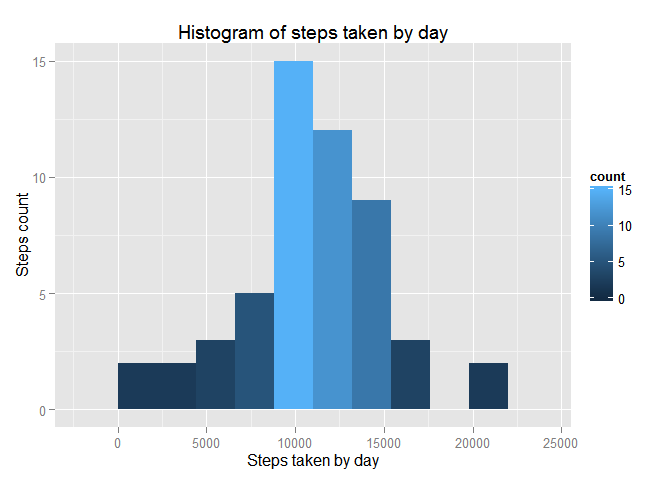 Histogram of steps taken by day
15
10
5
0
Steps count
0 5000 10000 15000 20000 25000
Steps taken by day
count
15
10
5
0